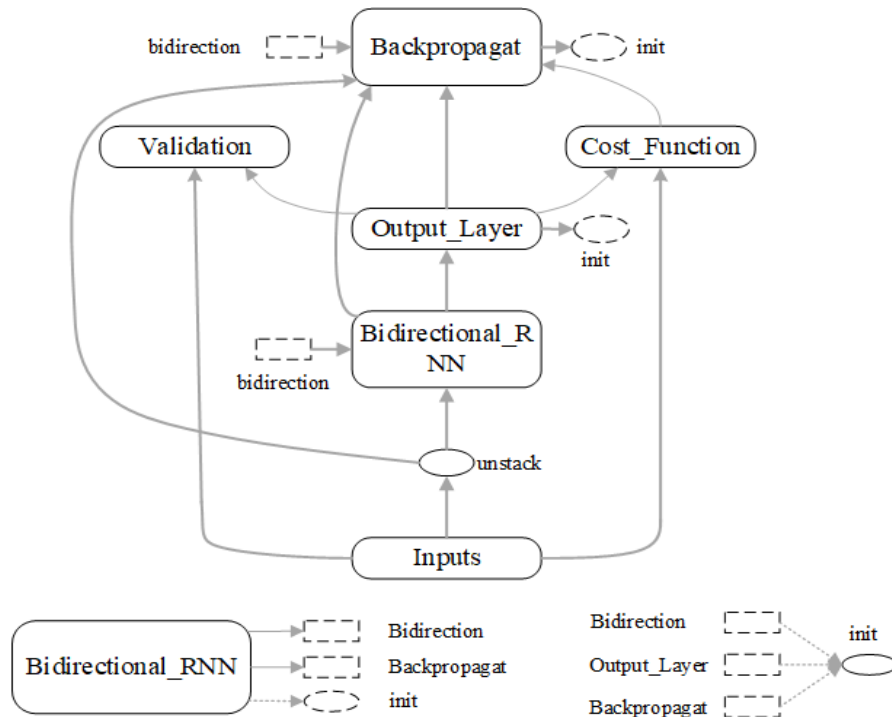 bidirection
Backpropagat
init
Validation
Cost_Function
Output_Layer
init
Bidirectional_R
NN
bidirection
unstack
Inputs
Bidirectional_RNN
Bidirection
Backpropagat
init
Bidirection
Output_Layer
Backpropagat
init